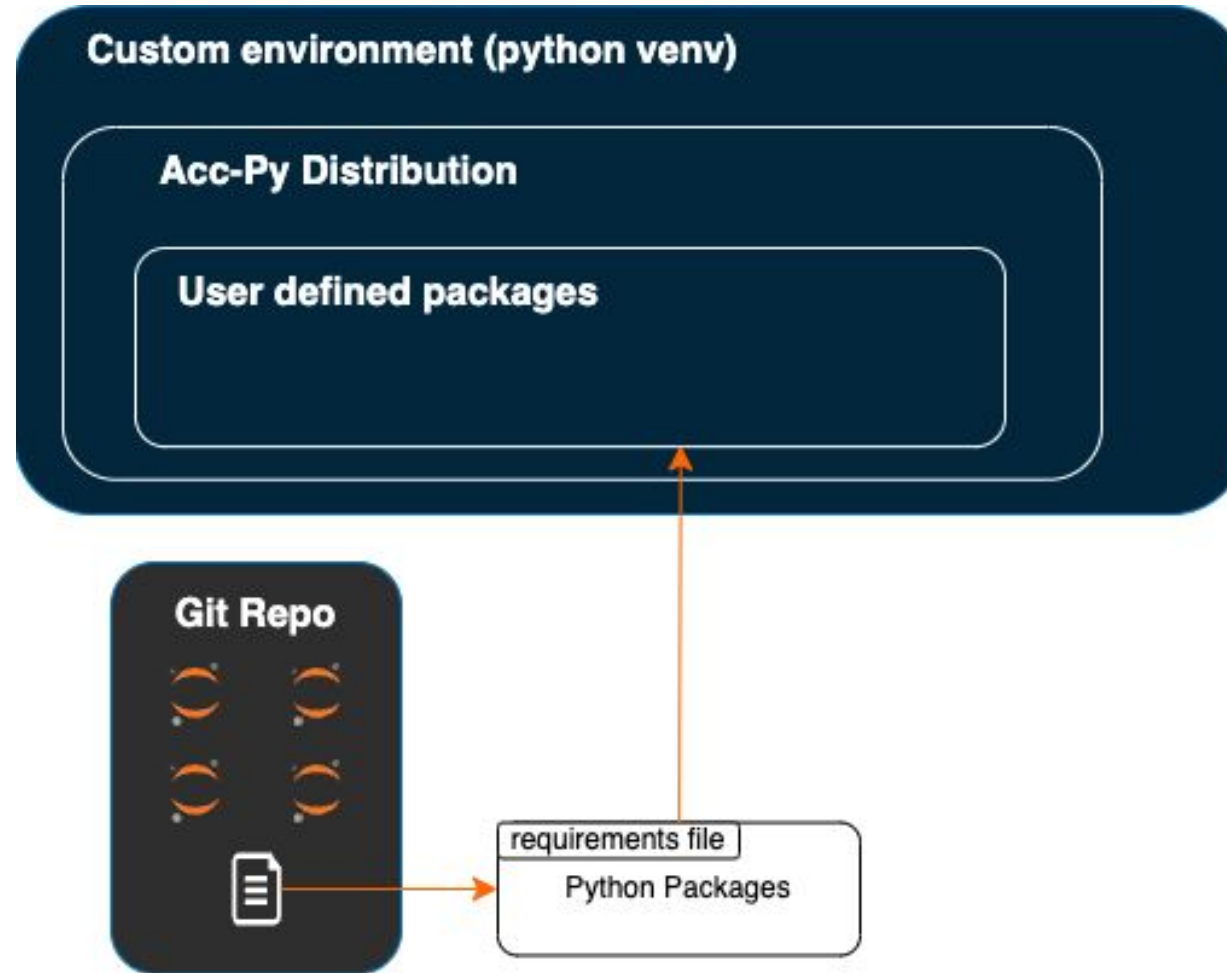 Custom environment (python venv)
Acc-Py Distribution
User defined packages
Git Repo
requirements file
Python Packages